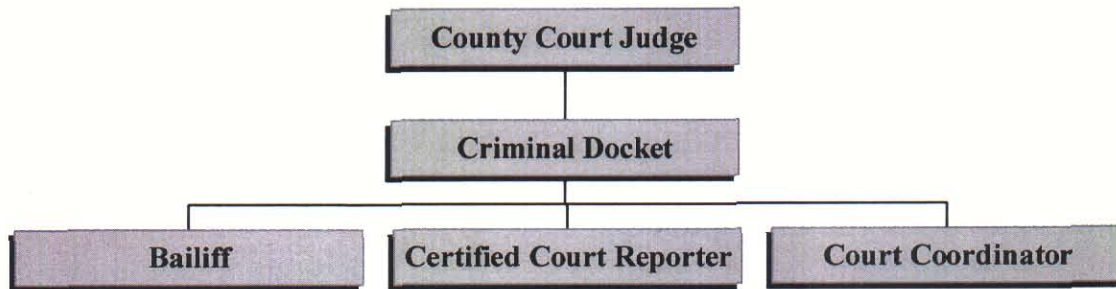 County Court Judge
Criminal Docket
Bailiff
Certified Court Reporter
Court Coordinator